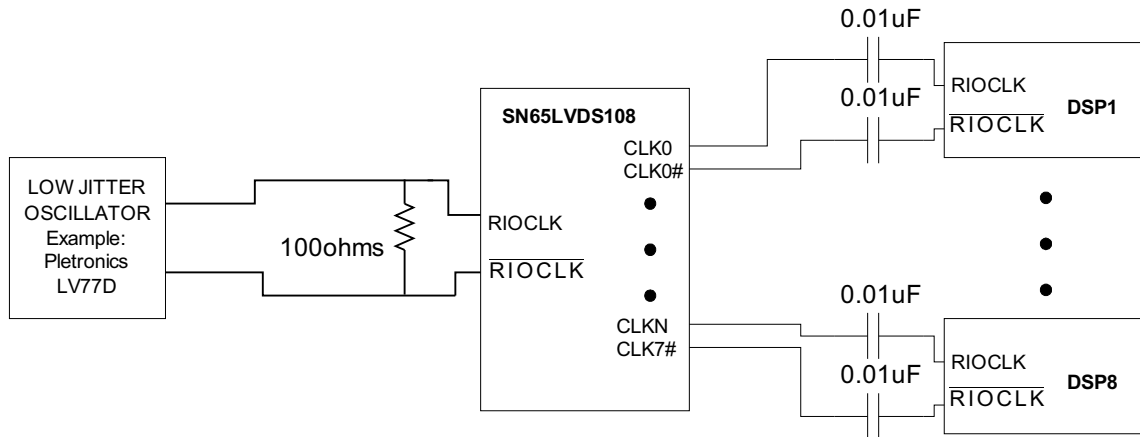 LOW JITTER
OSCILLATOR
Example:
Pletronics
LV77D
100ohms
SN65LVDS108
RIOCLK
RIOCLK
CLK0
CLK0#
CLKN
CLK7#
0.01uF
0.01uF
RIOCLK
RIOCLK
DSP1
0.01uF
0.01uF
RIOCLK
RIOCLK
DSP8